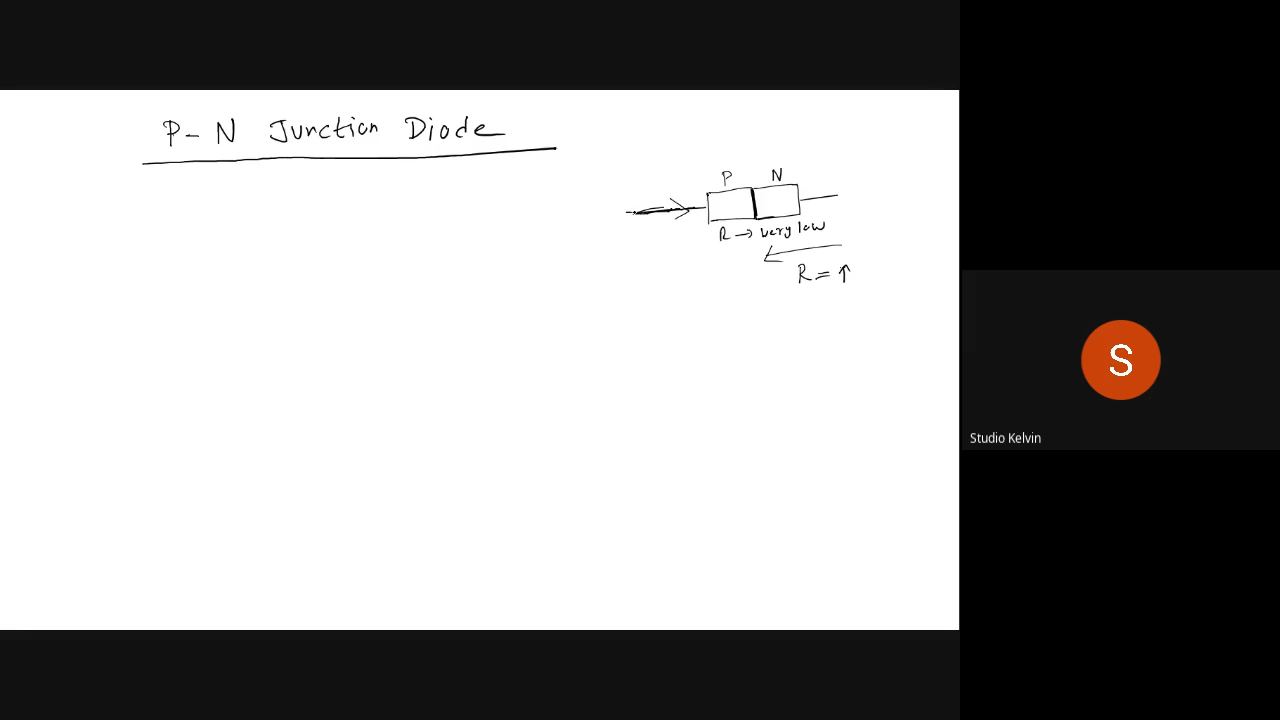 P- N Junction Diode
P N
R → very low
R = ↑
S
Studio Kelvin